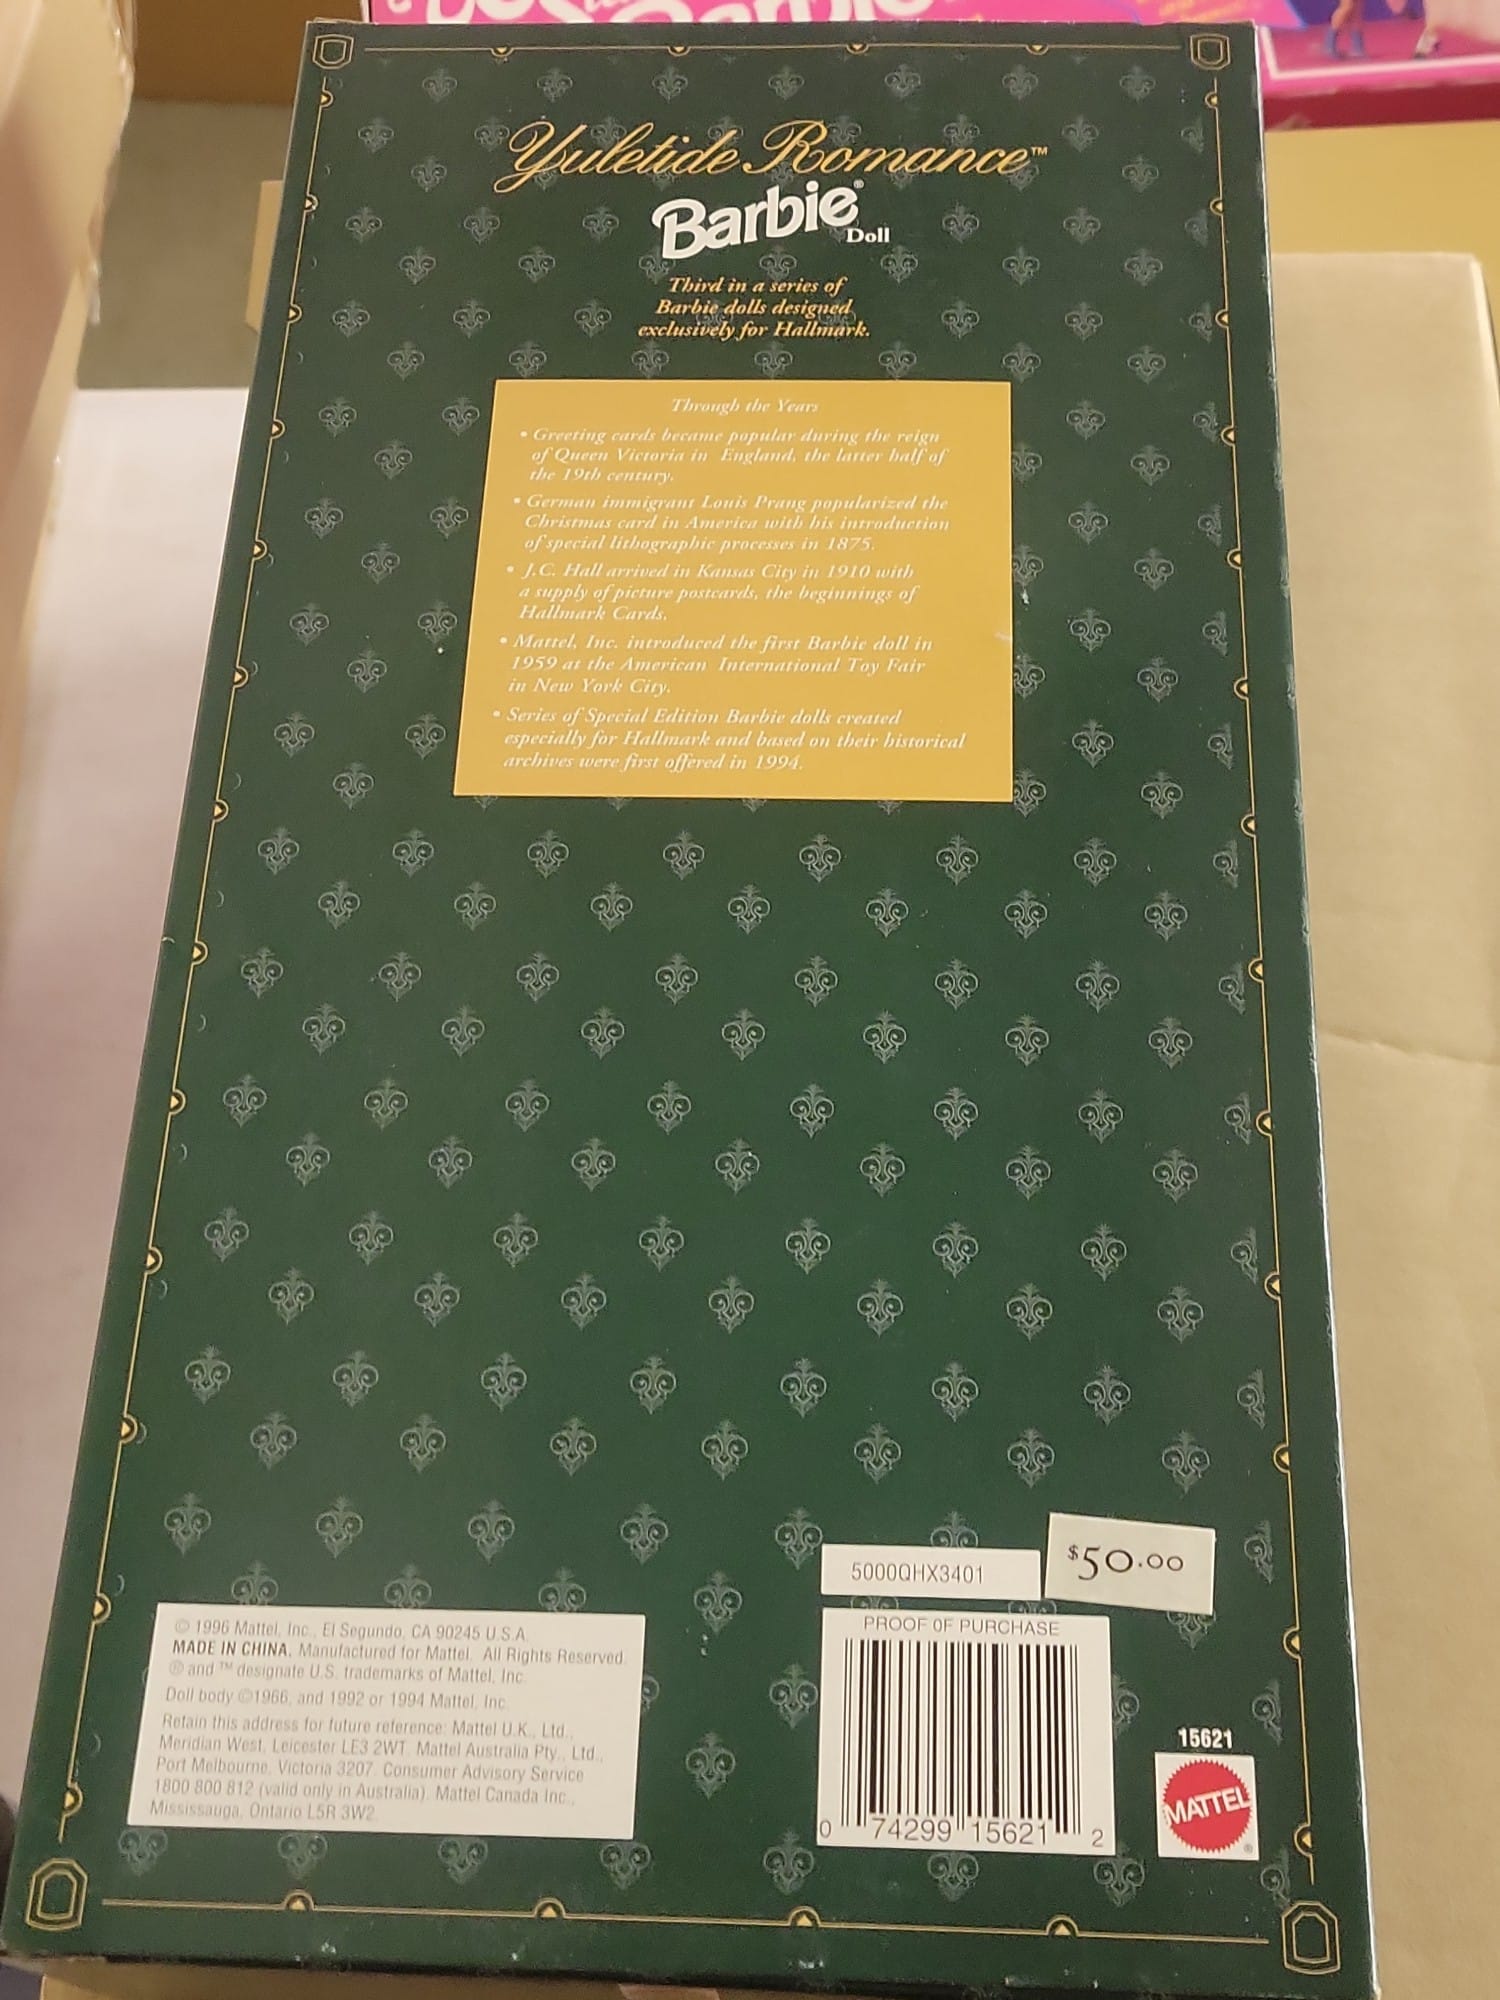 Barbie
Yuletide Romance™
Barbie® Doll
Third in a series of
Barbie dolls designed
exclusively for Hallmark.
Through the Years
• Greeting cards became popular during the reign
of Queen Victoria in England, the latter half of
the 19th century.
• German immigrant Louis Prang popularized the
Christmas card in America with his introduction
of special lithographic processes in 1875.
• J.C. Hall arrived in Kansas City in 1910 with
a supply of picture postcards, the beginnings of
Hallmark Cards.
• Mattel, Inc. introduced the first Barbie doll in
1959 at the American International Toy Fair
in New York City.
• Series of Special Edition Barbie dolls created
especially for Hallmark and based on their historical
archives were first offered in 1994.
5000QHX3401
$50.00
© 1996 Mattel, Inc., El Segundo, CA 90245 U.S.A.
MADE IN CHINA. Manufactured for Mattel. All Rights Reserved.
® and ™ designate U.S. trademarks of Mattel, Inc.
Doll body ©1966, and 1992 or 1994 Mattel, Inc.
Retain this address for future reference: Mattel U.K., Ltd.,
Meridian West, Leicester LE3 2WT. Mattel Australia Pty., Ltd.,
Port Melbourne, Victoria 3207. Consumer Advisory Service
1800 800 812 (valid only in Australia). Mattel Canada Inc.,
Mississauga, Ontario L5R 3W2.
PROOF OF PURCHASE
0 74299 15621 2
15621
MATTEL®